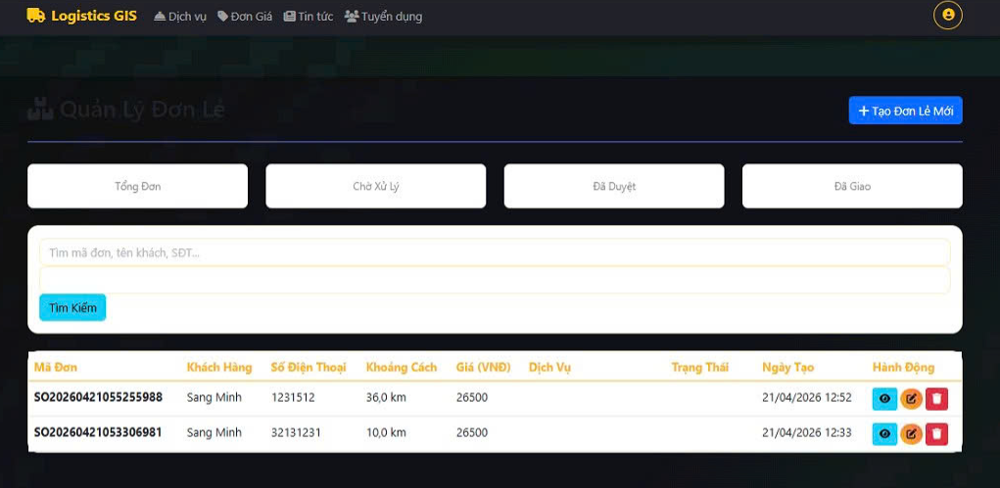 Logistics GIS Dịch vụ Đơn Giá Tin tức Tuyển dụng
Quản Lý Đơn Lẻ
+ Tạo Đơn Lẻ Mới
Tổng Đơn Chờ Xử Lý Đã Duyệt Đã Giao
Tìm mã đơn, tên khách, SĐT...
Tìm Kiếm
Mã Đơn Khách Hàng Số Điện Thoại Khoảng Cách Giá (VNĐ) Dịch Vụ Trạng Thái Ngày Tạo Hành Động
SO20260421055255988 Sang Minh 1231512 36,0 km 26500 21/04/2026 12:52
SO20260421053306981 Sang Minh 32131231 10,0 km 26500 21/04/2026 12:33